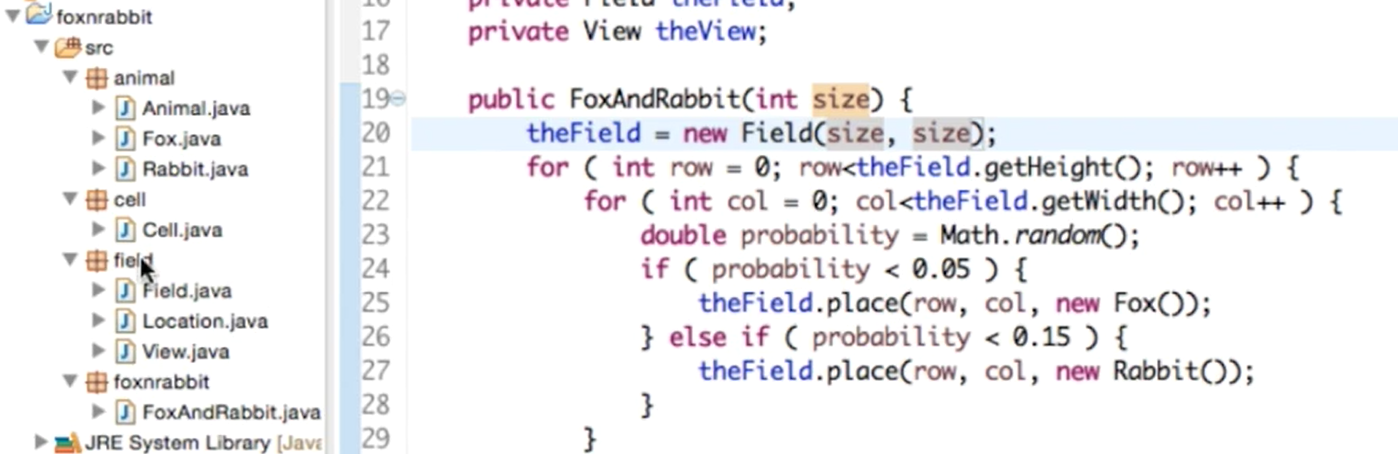 foxnrabbit
src
animal
Animal.java
Fox.java
Rabbit.java
cell
Cell.java
field
Field.java
Location.java
View.java
foxnrabbit
FoxAndRabbit.java
JRE System Library [Java
16 private Field theField;
17 private View theView;
18
19 public FoxAndRabbit(int size) {
20 theField = new Field(size, size);
21 for ( int row = 0; row<theField.getHeight(); row++ ) {
22 for ( int col = 0; col<theField.getWidth(); col++ ) {
23 double probability = Math.random();
24 if ( probability < 0.05 ) {
25 theField.place(row, col, new Fox());
26 } else if ( probability < 0.15 ) {
27 theField.place(row, col, new Rabbit());
28 }
29 }